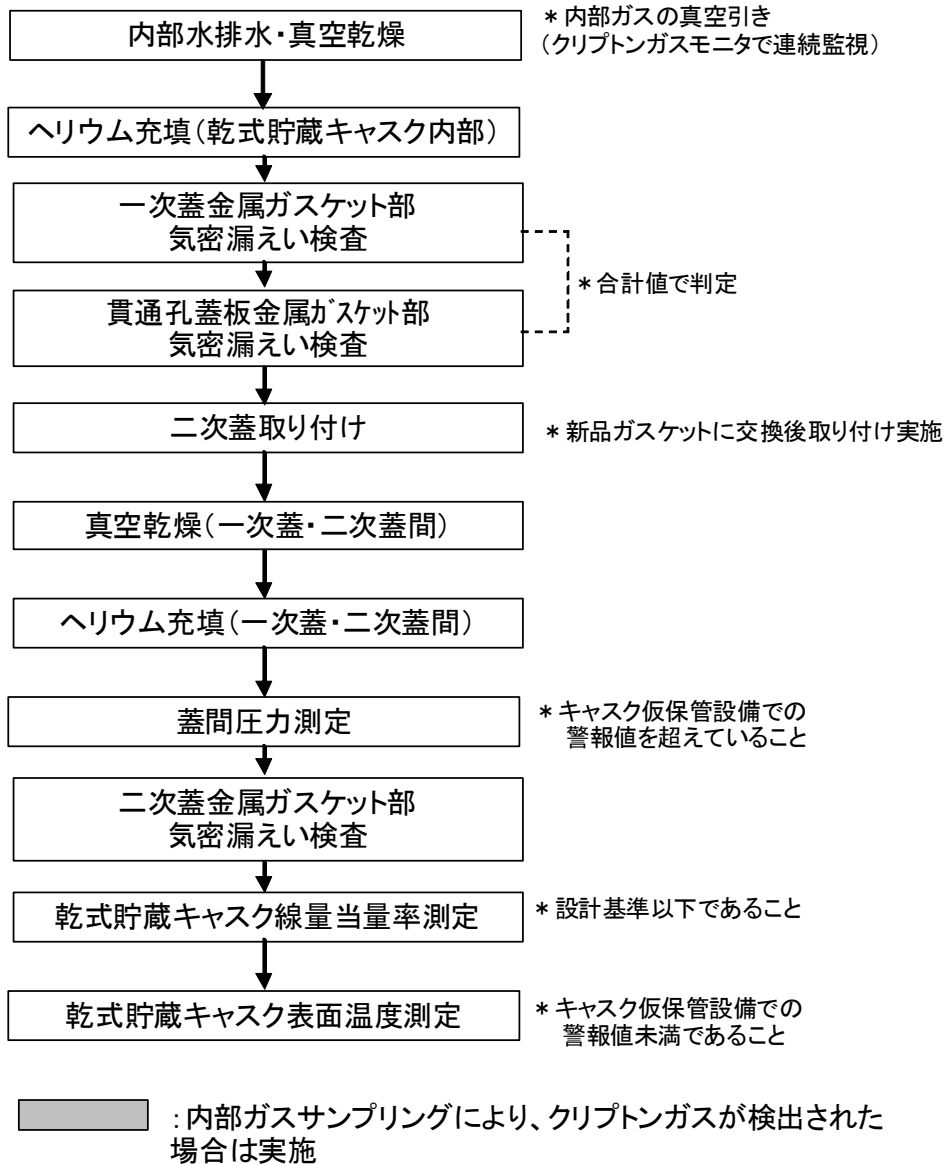 内部水排水・真空乾燥
＊内部ガスの真空引き
（クリプトンガスモニタで連続監視）
ヘリウム充填（乾式貯蔵キャスク内部）
一次蓋金属ガスケット部
気密漏えい検査
＊合計値で判定
貫通孔蓋板金属ｶﾞｽｹｯﾄ部
気密漏えい検査
二次蓋取り付け
＊新品ガスケットに交換後取り付け実施
真空乾燥（一次蓋・二次蓋間）
ヘリウム充填（一次蓋・二次蓋間）
蓋間圧力測定
＊キャスク仮保管設備での
警報値を超えていること
二次蓋金属ガスケット部
気密漏えい検査
乾式貯蔵キャスク線量当量率測定
＊設計基準以下であること
乾式貯蔵キャスク表面温度測定
＊キャスク仮保管設備での
警報値未満であること
：内部ガスサンプリングにより、クリプトンガスが検出された
場合は実施